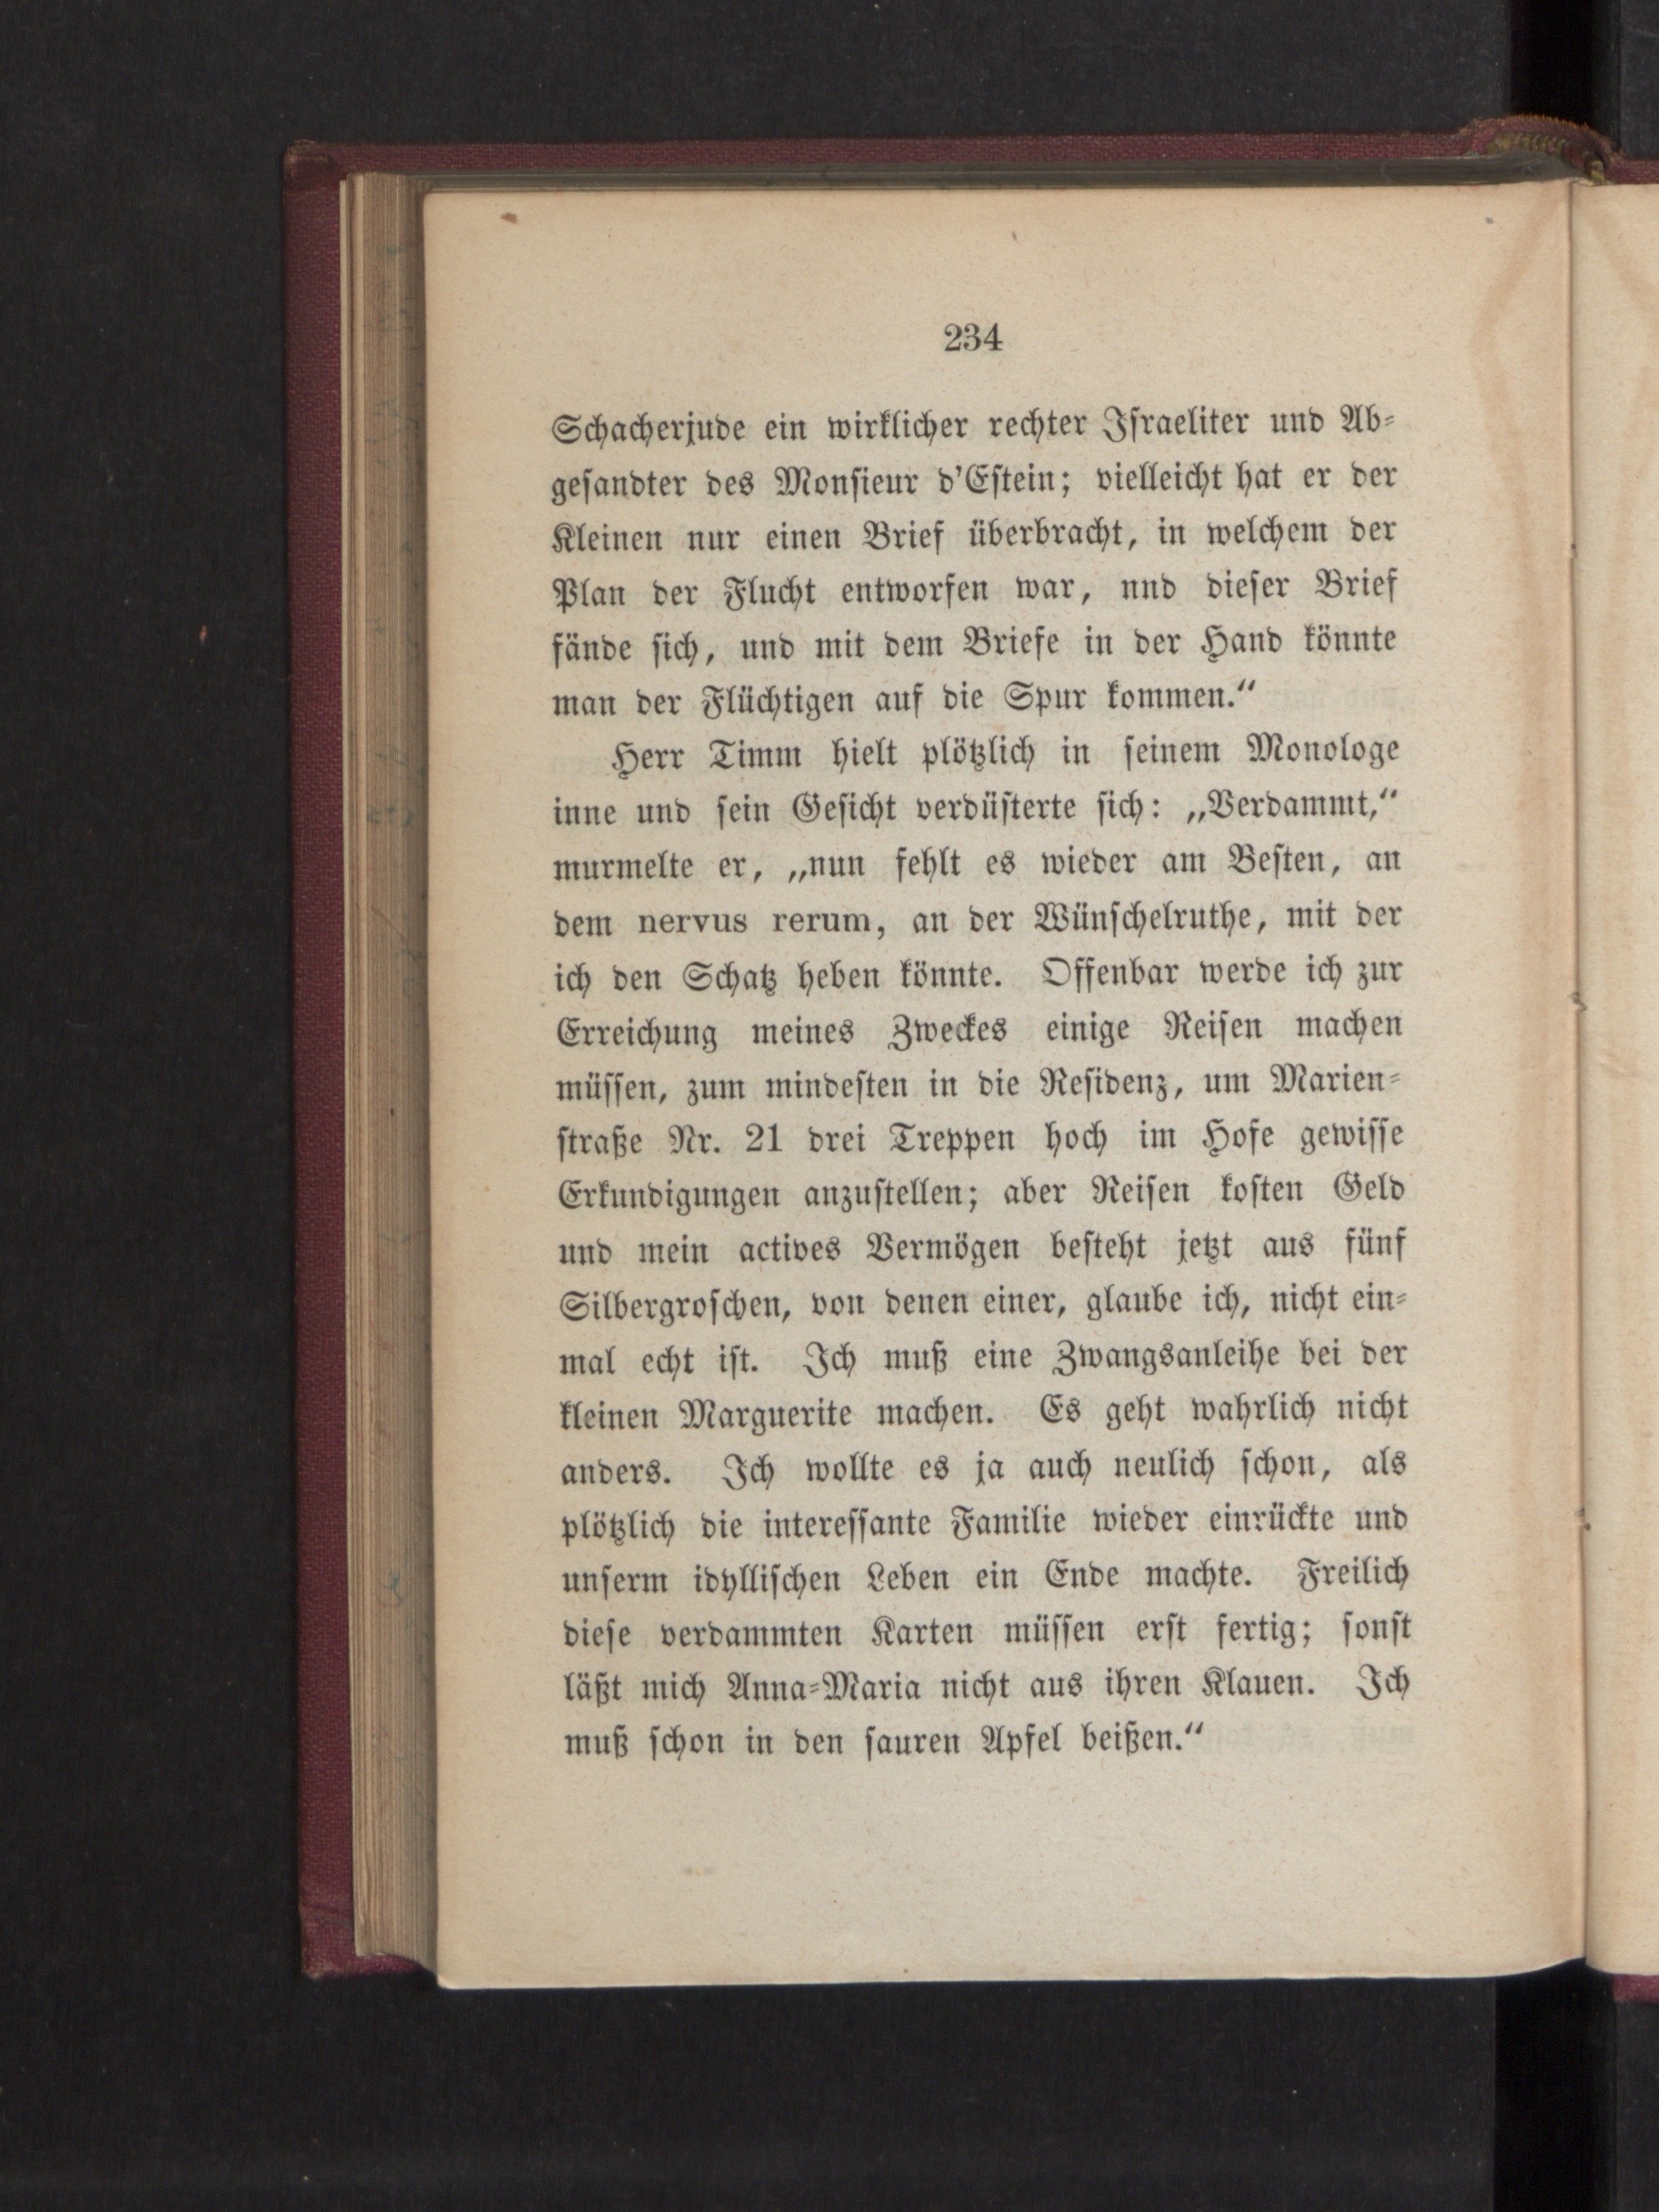 234
Schacherjude ein wirklicher rechter Israeliter und Ab-
gesandter des Monsieur d'Estein; vielleicht hat er der
Kleinen nur einen Brief überbracht, in welchem der
Plan der Flucht entworfen war, nnd dieser Brief
fände sich, und mit dem Briefe in der Hand könnte
man der Flüchtigen auf die Spur kommen.“
Herr Timm hielt plötzlich in seinem Monologe
inne und sein Gesicht verdüsterte sich: „Verdammt,“
murmelte er, „nun fehlt es wieder am Besten, an
dem nervus rerum, an der Wünschelruthe, mit der
ich den Schatz heben könnte. Offenbar werde ich zur
Erreichung meines Zweckes einige Reisen machen
müssen, zum mindesten in die Residenz, um Marien-
straße Nr. 21 drei Treppen hoch im Hofe gewisse
Erkundigungen anzustellen; aber Reisen kosten Geld
und mein actives Vermögen besteht jetzt aus fünf
Silbergroschen, von denen einer, glaube ich, nicht ein-
mal echt ist. Ich muß eine Zwangsanleihe bei der
kleinen Marguerite machen. Es geht wahrlich nicht
anders. Ich wollte es ja auch neulich schon, als
plötzlich die interessante Familie wieder einrückte und
unserm idyllischen Leben ein Ende machte. Freilich
diese verdammten Karten müssen erst fertig; sonst
läßt mich Anna-Maria nicht aus ihren Klauen. Ich
muß schon in den sauren Apfel beißen.“